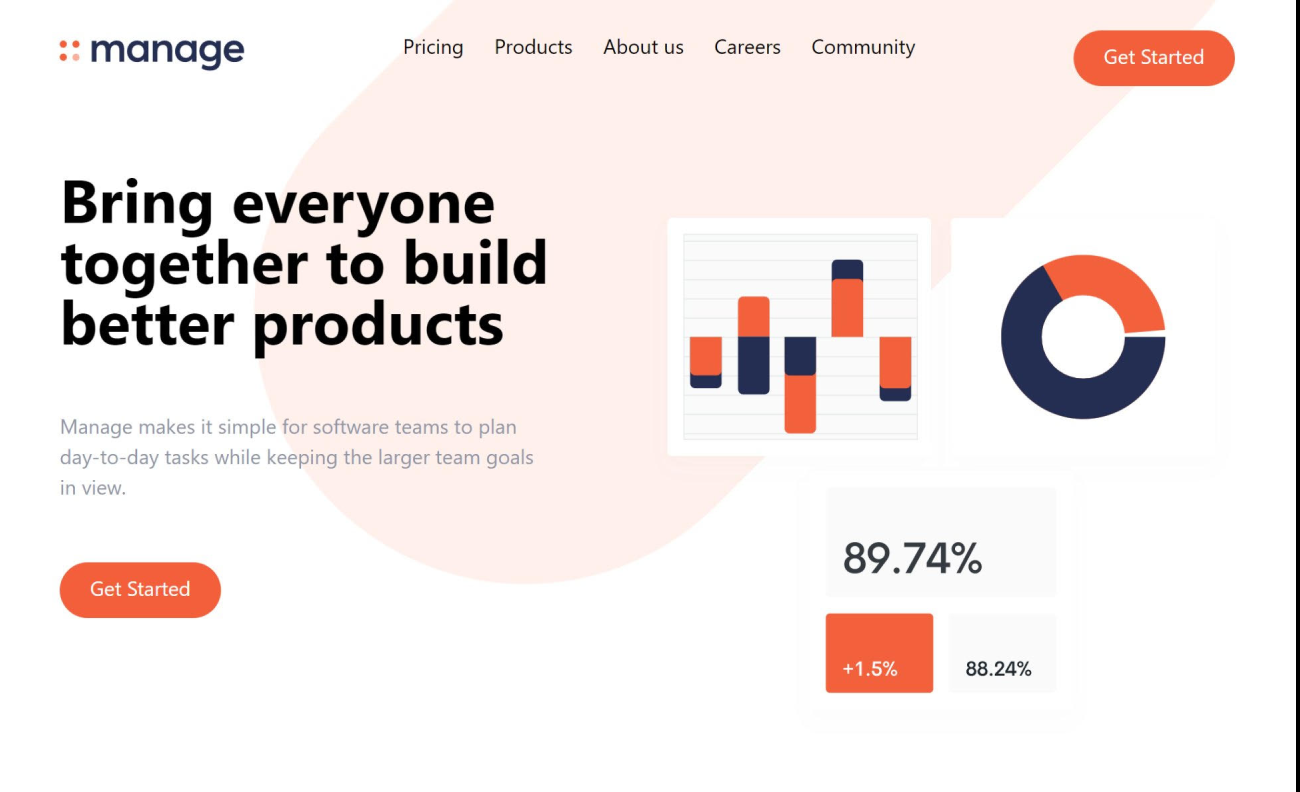 manage
Pricing Products About us Careers Community
Get Started
Bring everyone
together to build
better products
Manage makes it simple for software teams to plan
day-to-day tasks while keeping the larger team goals
in view.
Get Started
89.74%
+1.5%
88.24%